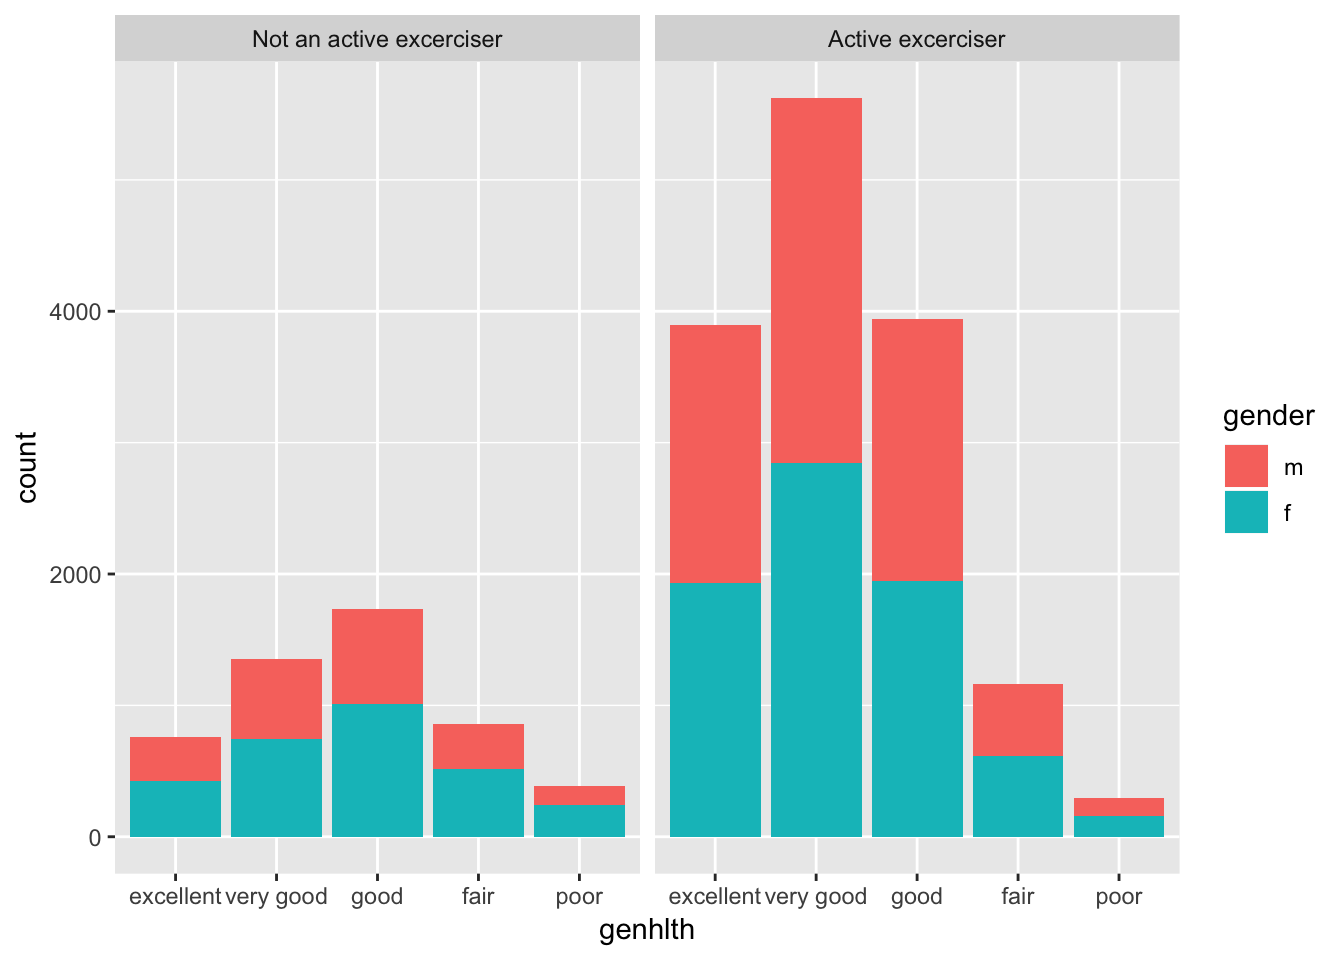 Not an active excerciser
Active excerciser
count
4000
2000
0
excellent very good good fair poor
excellent very good good fair poor
genhlth
gender
m
f